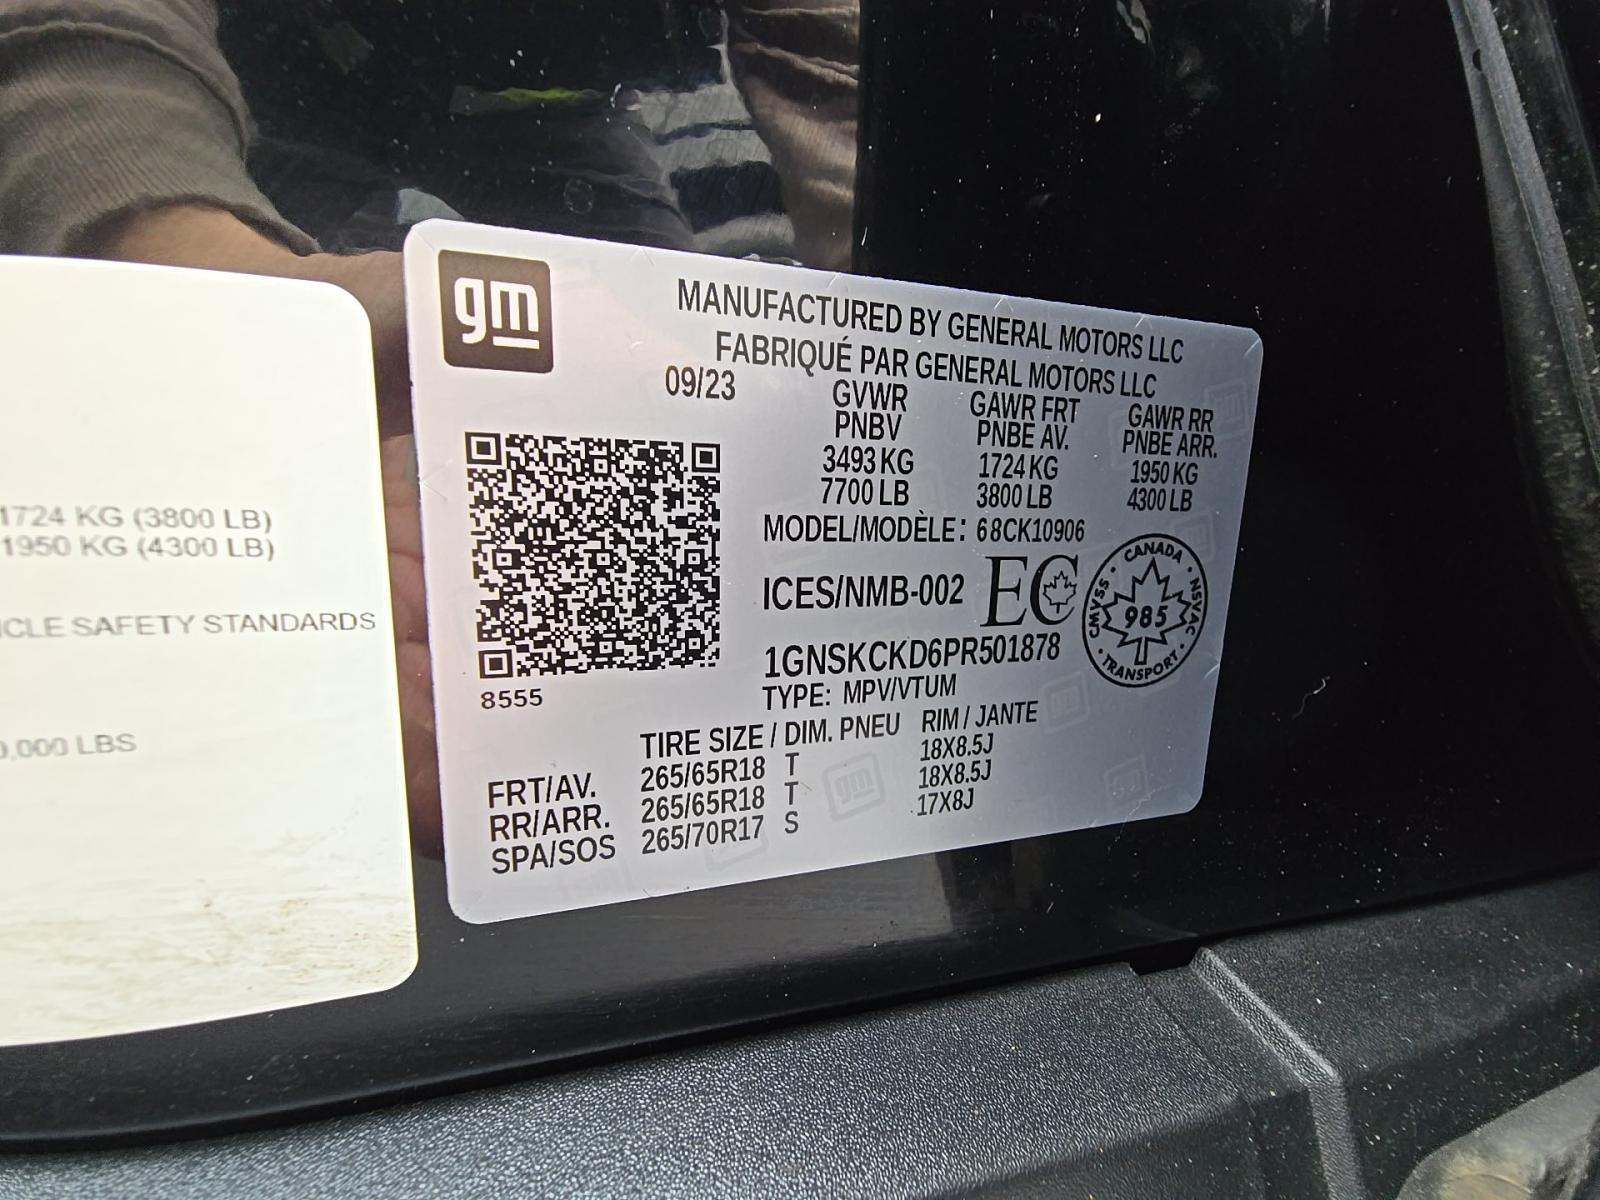 gm
MANUFACTURED BY GENERAL MOTORS LLC
FABRIQUÉ PAR GENERAL MOTORS LLC
09/23
GVWR GAWR FRT GAWR RR
PNBV PNBE AV. PNBE ARR.
3493 KG 1724 KG 1950 KG
7700 LB 3800 LB 4300 LB
MODEL/MODÈLE: 68CK10906
ICES/NMB-002 EC
CANADA
CMVSS 985 NSVAC
TRANSPORT
1GNSKCKD6PR501878
8555
TYPE: MPV/VTUM
TIRE SIZE / DIM. PNEU RIM / JANTE
FRT/AV. 265/65R18 T 18X8.5J
RR/ARR. 265/65R18 T 18X8.5J
SPA/SOS 265/70R17 S 17X8J
1724 KG (3800 LB)
1950 KG (4300 LB)
ICLE SAFETY STANDARDS
0,000 LBS